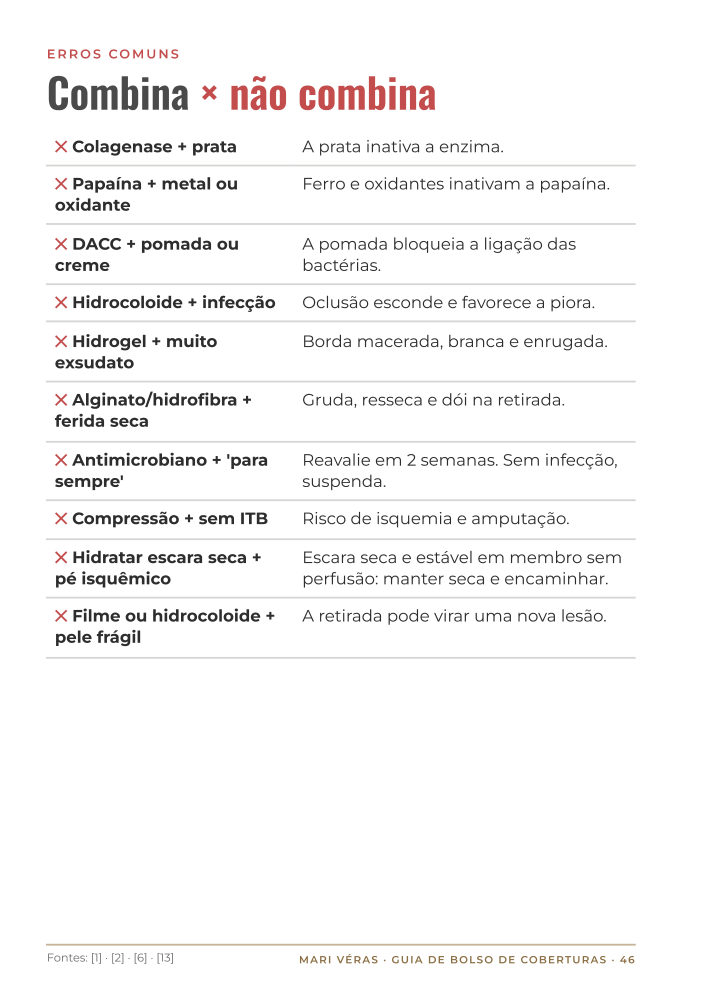 ERROS COMUNS
Combina × não combina
✕ Colagenase + prata
A prata inativa a enzima.
✕ Papaína + metal ou
oxidante
Ferro e oxidantes inativam a papaína.
✕ DACC + pomada ou
creme
A pomada bloqueia a ligação das
bactérias.
✕ Hidrocoloide + infecção
Oclusão esconde e favorece a piora.
✕ Hidrogel + muito
exsudato
Borda macerada, branca e enrugada.
✕ Alginato/hidrofibra +
ferida seca
Gruda, resseca e dói na retirada.
✕ Antimicrobiano + 'para
sempre'
Reavalie em 2 semanas. Sem infecção,
suspenda.
✕ Compressão + sem ITB
Risco de isquemia e amputação.
✕ Hidratar escara seca +
pé isquêmico
Escara seca e estável em membro sem
perfusão: manter seca e encaminhar.
✕ Filme ou hidrocoloide +
pele frágil
A retirada pode virar uma nova lesão.
Fontes: [1] · [2] · [6] · [13]
MARI VÉRAS · GUIA DE BOLSO DE COBERTURAS · 46